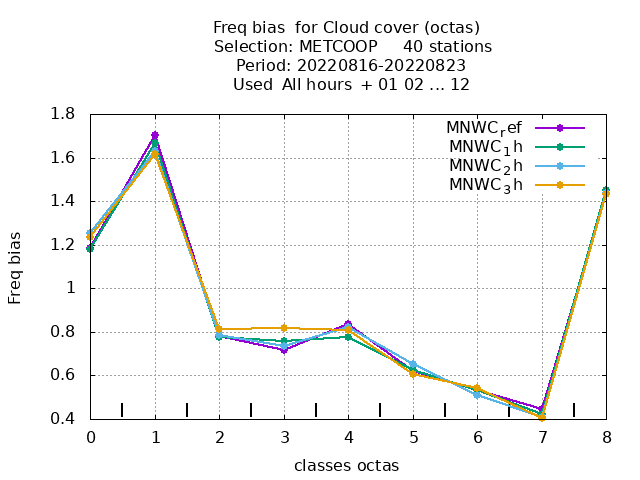 Freq bias  for Cloud cover (octas)
Selection: METCOOP     40 stations
Period: 20220816-20220823
Used  All hours  + 01 02 ... 12
MNWC_ref
MNWC_1h
MNWC_2h
MNWC_3h
Freq bias
1.8
1.6
1.4
1.2
1
0.8
0.6
0.4
0 1 2 3 4 5 6 7 8
classes octas